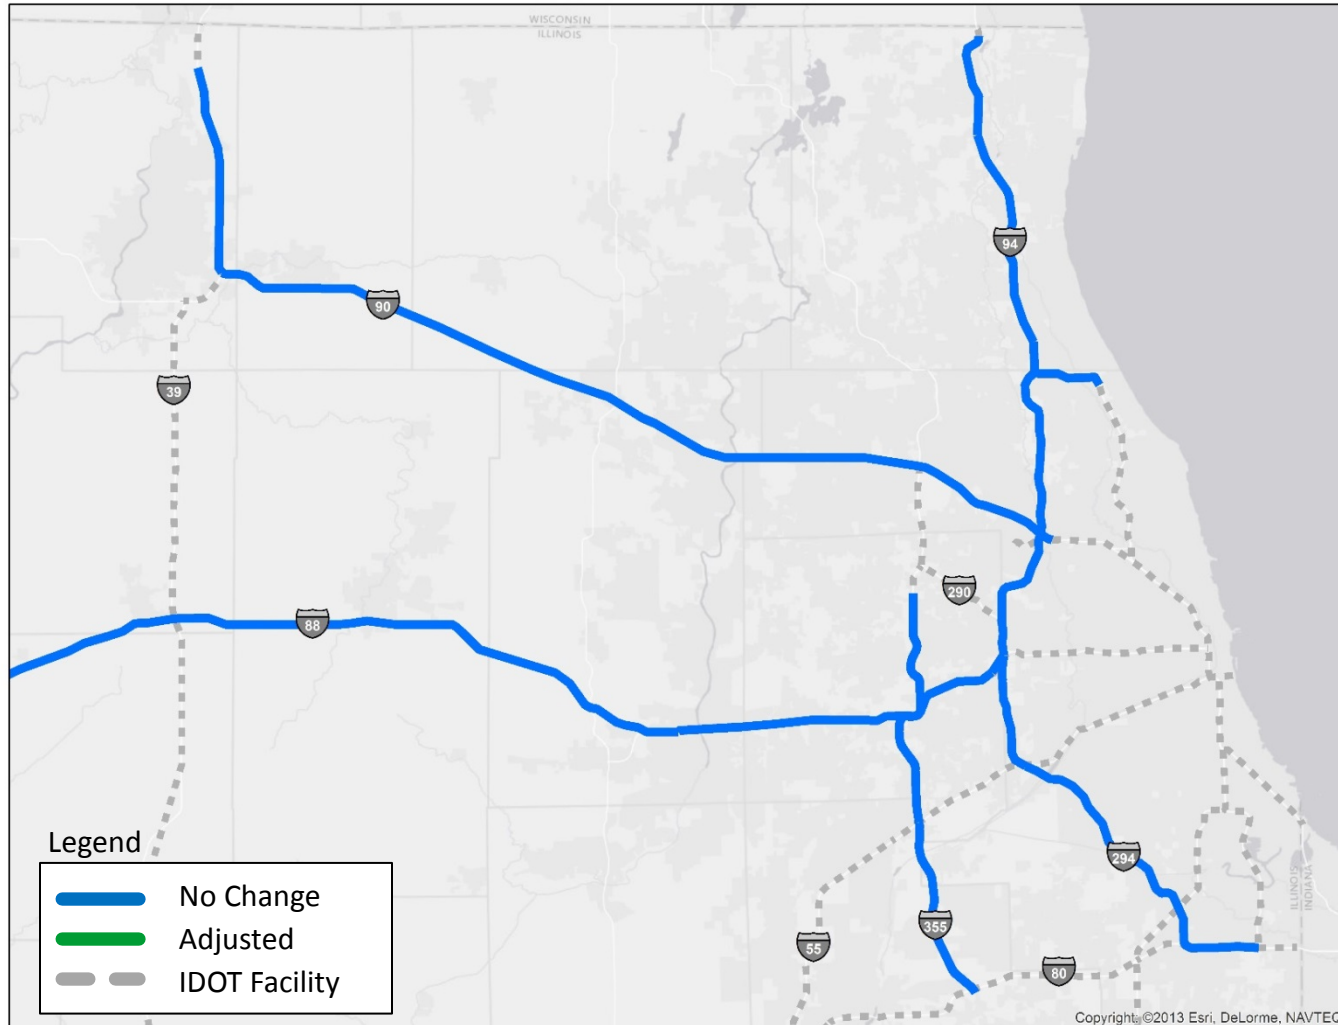 WISCONSIN
ILLINOIS
94
90
39
290
88
294
355
55
80
ILLINOIS
INDIANA
Legend
No Change
Adjusted
IDOT Facility
Copyright: ©2013 Esri, DeLorme, NAVTEQ